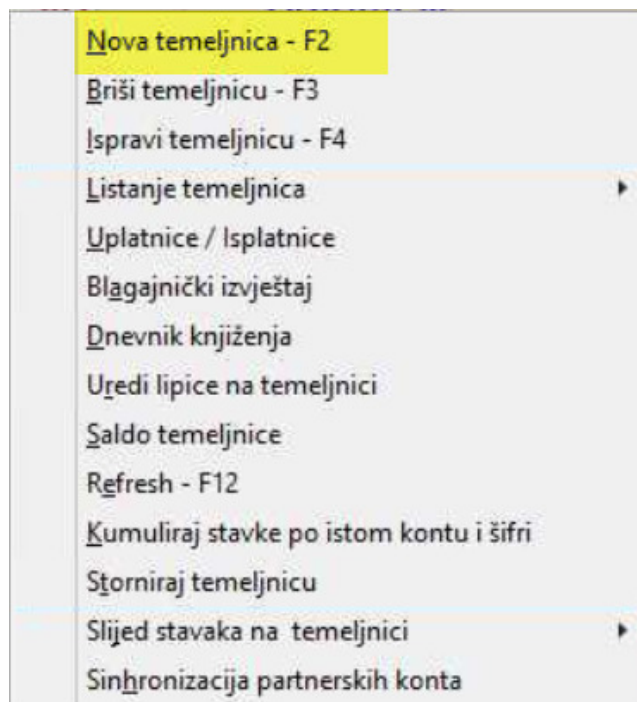 Nova temeljnica - F2
Briši temeljnicu - F3
Ispravi temeljnicu - F4
Listanje temeljnica
Uplatnice / Isplatnice
Blagajnički izvještaj
Dnevnik knjiženja
Uredi lipice na temeljnici
Saldo temeljnice
Refresh - F12
Kumuliraj stavke po istom kontu i šifri
Storniraj temeljnicu
Slijed stavaka na  temeljnici
Sinhronizacija partnerskih konta